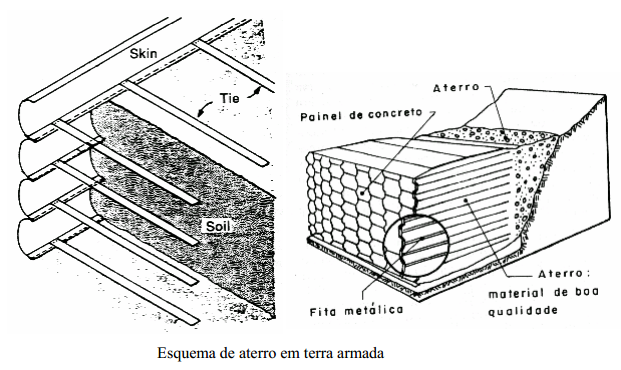 Skin
Tie
Soil
Aterro
Painel de concreto
Aterro:
material de boa
qualidade
Fita metálica
Esquema de aterro em terra armada